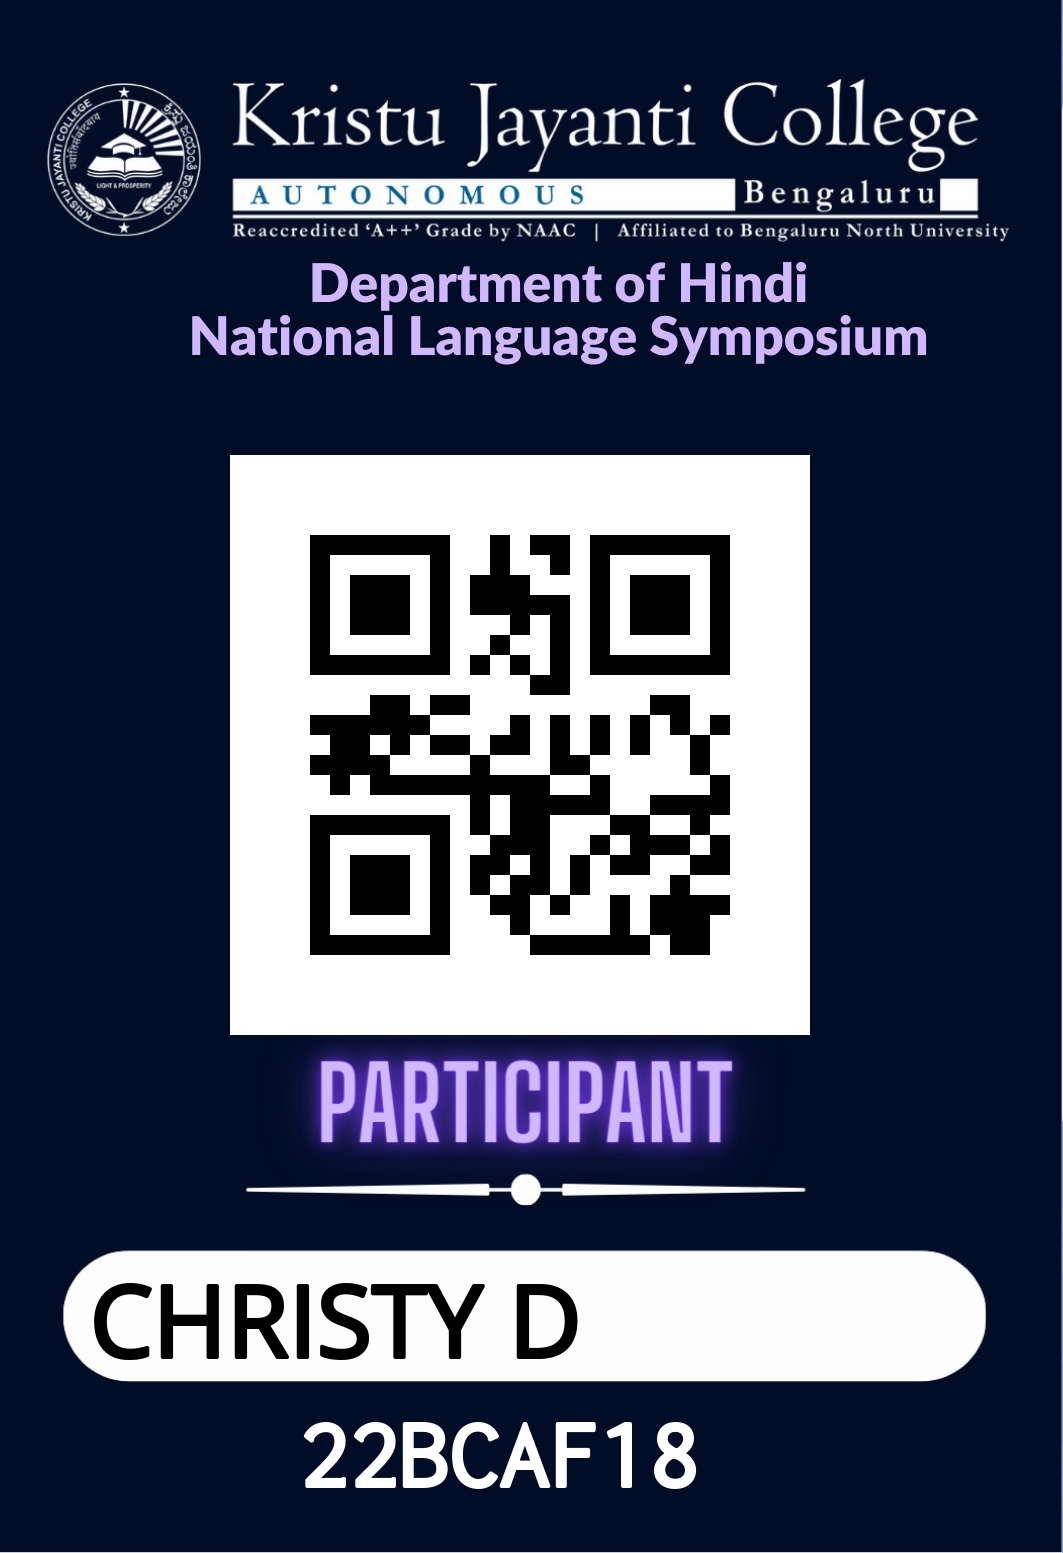 KRISTU JAYANTI COLLEGE
LIGHT & PROSPERITY
Kristu Jayanti College
AUTONOMOUS Bengaluru
Reaccredited ‘A++’ Grade by NAAC | Affiliated to Bengaluru North University
Department of Hindi
National Language Symposium
PARTICIPANT
CHRISTY D
22BCAF18